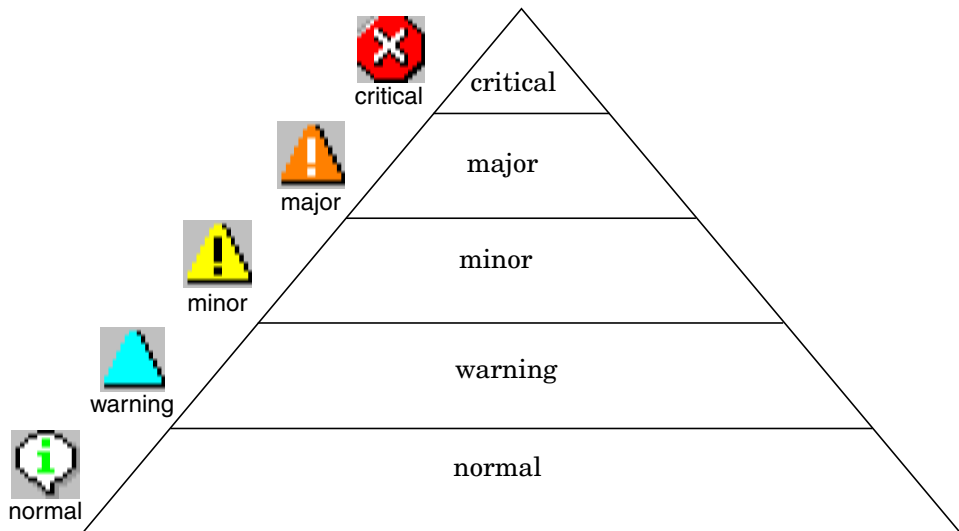 critical
critical
major
major
minor
minor
warning
warning
i
normal
normal